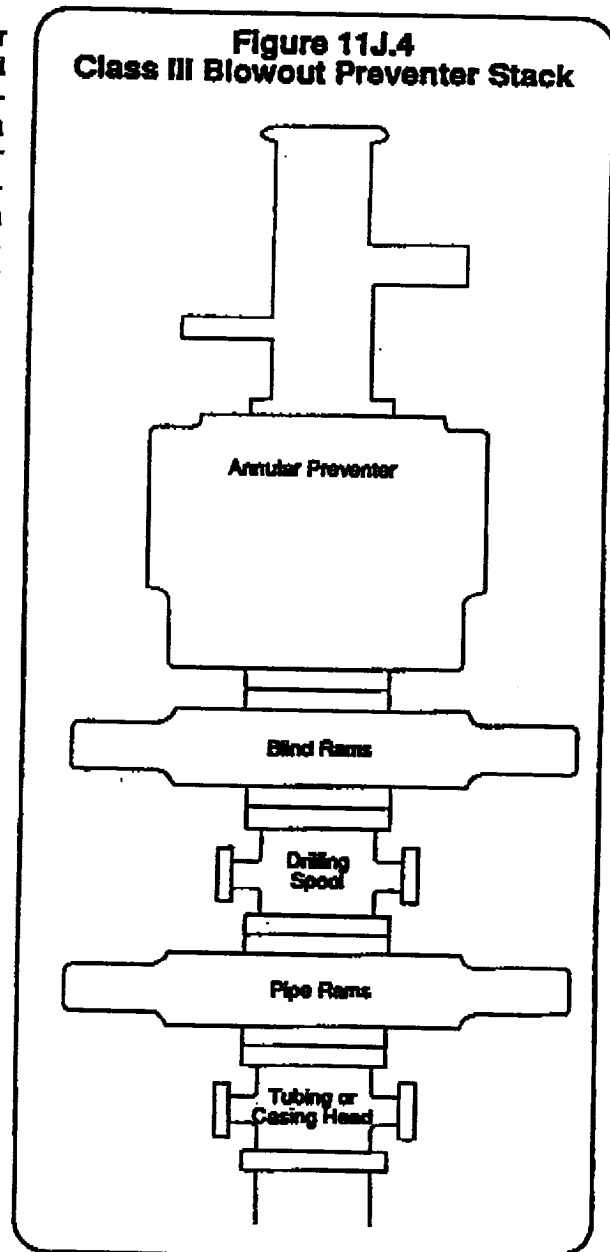 Figure 11J.4
Class III Blowout Preventer Stack
Annular Preventer
Blind Rams
Drilling
Spool
Pipe Rams
Tubing or
Casing Head